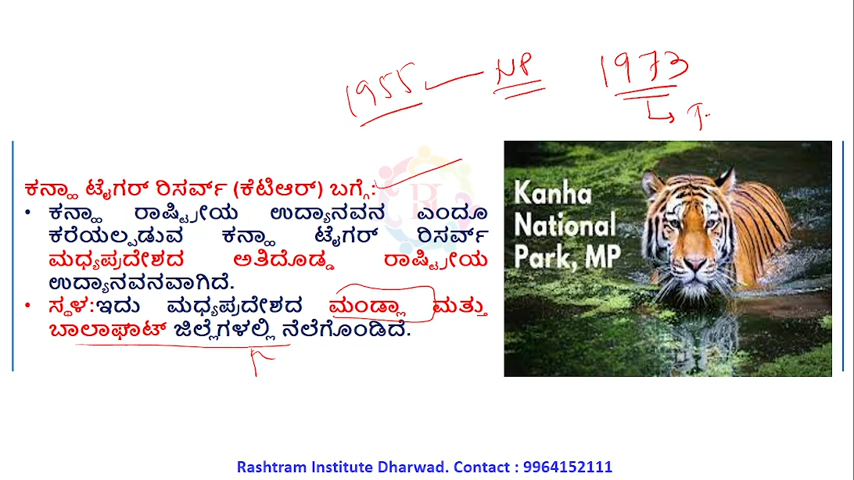 1955 NP 1973
ಕನ್ಹಾ ಟೈಗರ್ ರಿಸರ್ವ್ (ಕೆಟಿಆರ್) ಬಗ್ಗೆ:
• ಕನ್ಹಾ ರಾಷ್ಟ್ರೀಯ ಉದ್ಯಾನವನ ಎಂದೂ
ಕರೆಯಲ್ಪಡುವ ಕನ್ಹಾ ಟೈಗರ್ ರಿಸರ್ವ್
ಮಧ್ಯಪ್ರದೇಶದ ಅತಿದೊಡ್ಡ ರಾಷ್ಟ್ರೀಯ
ಉದ್ಯಾನವನವಾಗಿದೆ.
• ಸ್ಥಳ:ಇದು ಮಧ್ಯಪ್ರದೇಶದ ಮಂಡ್ಲಾ ಮತ್ತು
ಬಾಲಾಘಾಟ್ ಜಿಲ್ಲೆಗಳಲ್ಲಿ ನೆಲೆಗೊಂಡಿದೆ.
Kanha
National
Park, MP
Rashtram Institute Dharwad. Contact : 9964152111